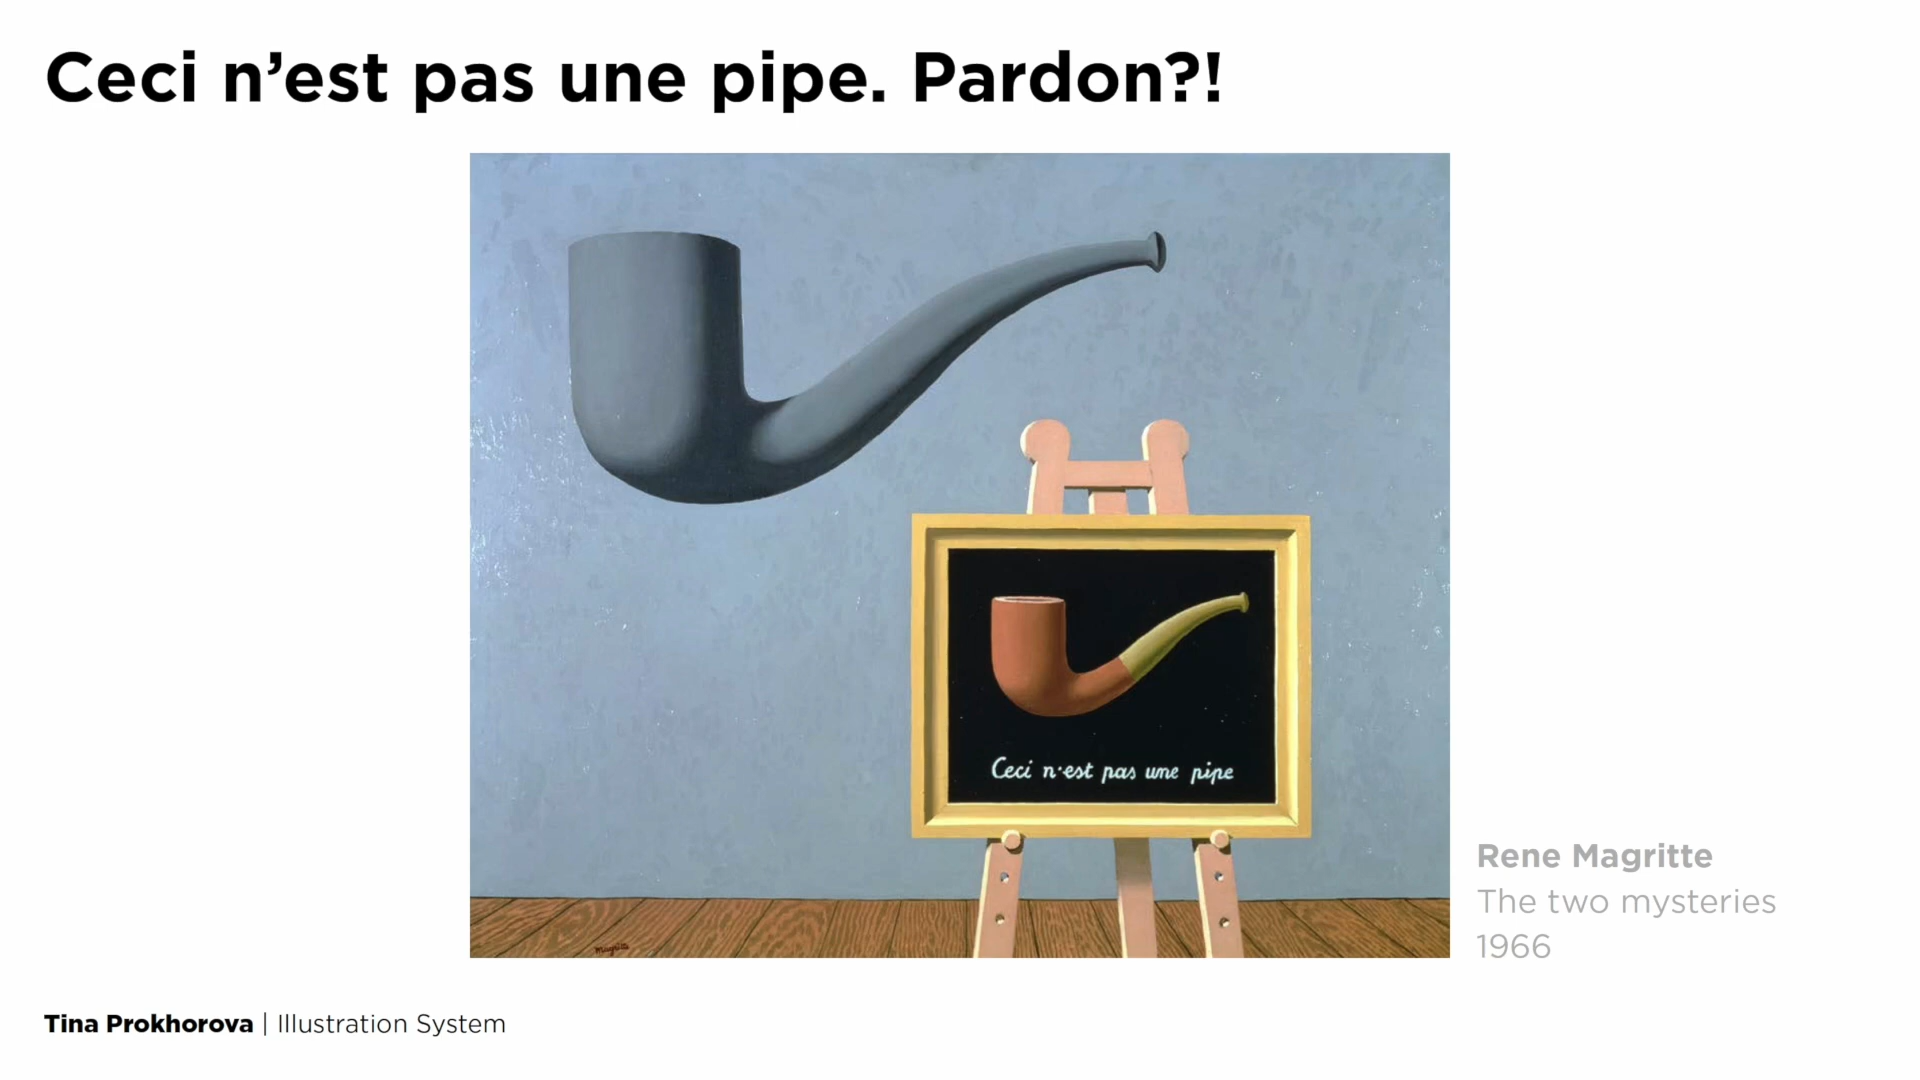 Ceci n’est pas une pipe. Pardon?!
Ceci n·est pas une pipe
magritte
Rene Magritte
The two mysteries
1966
Tina Prokhorova | Illustration System